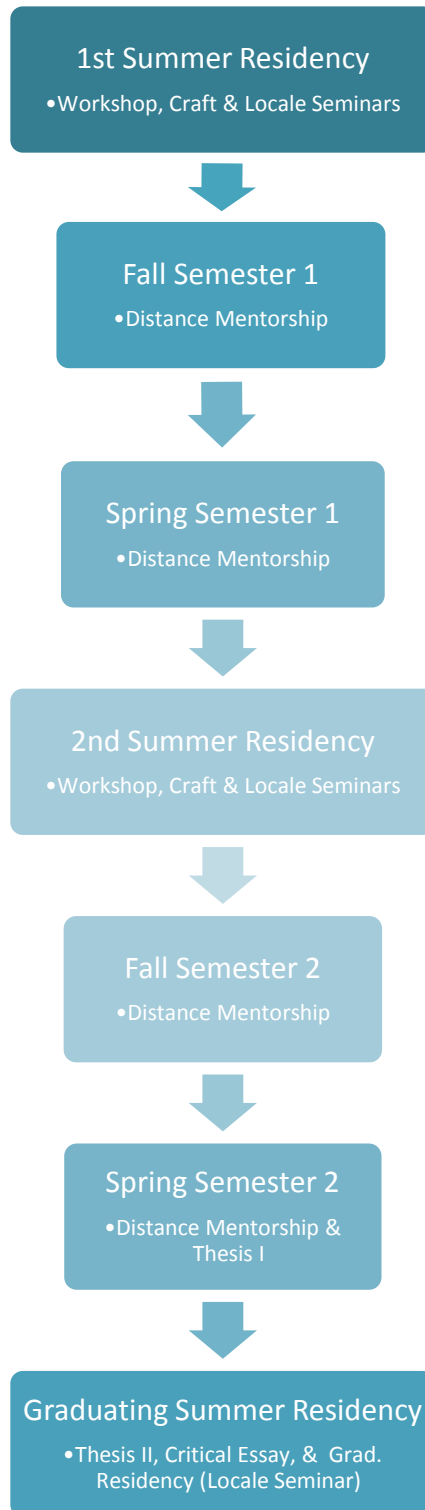 1st Summer Residency
•Workshop, Craft & Locale Seminars
Fall Semester 1
•Distance Mentorship
Spring Semester 1
•Distance Mentorship
2nd Summer Residency
•Workshop, Craft & Locale Seminars
Fall Semester 2
•Distance Mentorship
Spring Semester 2
•Distance Mentorship &
Thesis I
Graduating Summer Residency
•Thesis II, Critical Essay, & Grad.
Residency (Locale Seminar)